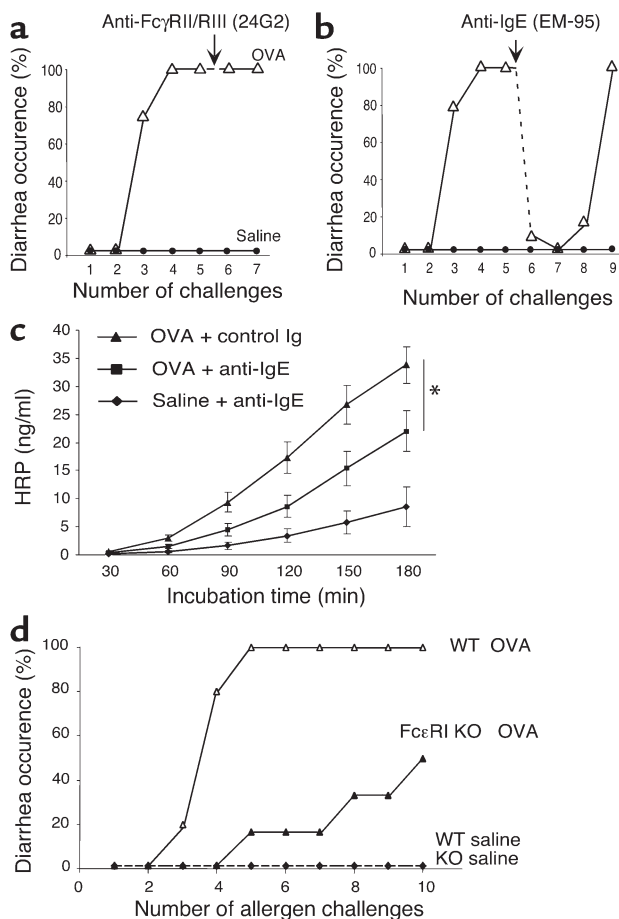 a
Anti-FcγRII/RIII (24G2)
OVA
Diarrhea occurence (%)
100
80
60
40
20
0
Saline
1 2 3 4 5 6 7
Number of challenges
b
Anti-IgE (EM-95)
Diarrhea occurence (%)
100
80
60
40
20
0
1 2 3 4 5 6 7 8 9
Number of challenges
c
OVA + control Ig
OVA + anti-IgE
Saline + anti-IgE
*
HRP (ng/ml)
40
35
30
25
20
15
10
5
0
30 60 90 120 150 180
Incubation time (min)
d
Diarrhea occurence (%)
100
80
60
40
20
0
WT OVA
FcεRI KO OVA
WT saline
KO saline
0 2 4 6 8 10
Number of allergen challenges